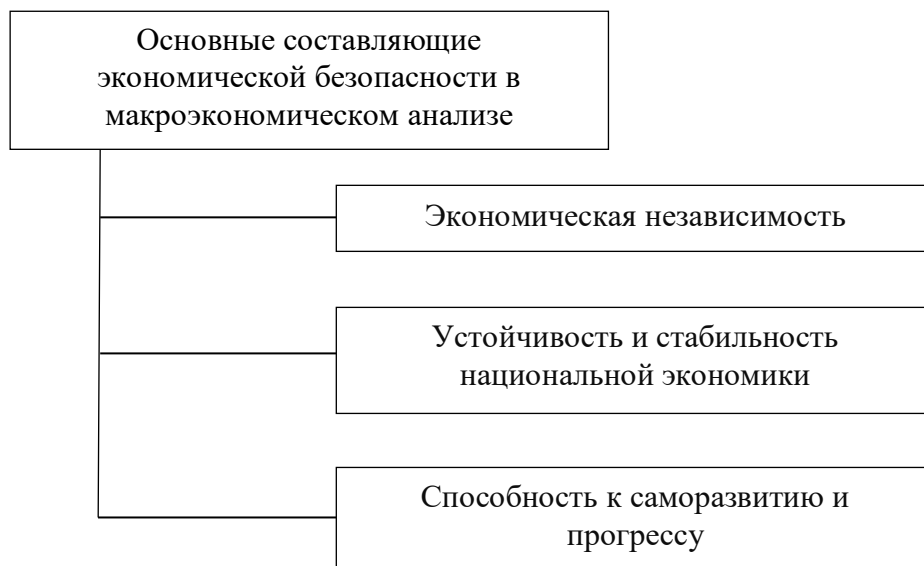 Основные составляющие
экономической безопасности в
макроэкономическом анализе
Экономическая независимость
Устойчивость и стабильность
национальной экономики
Способность к саморазвитию и
прогрессу